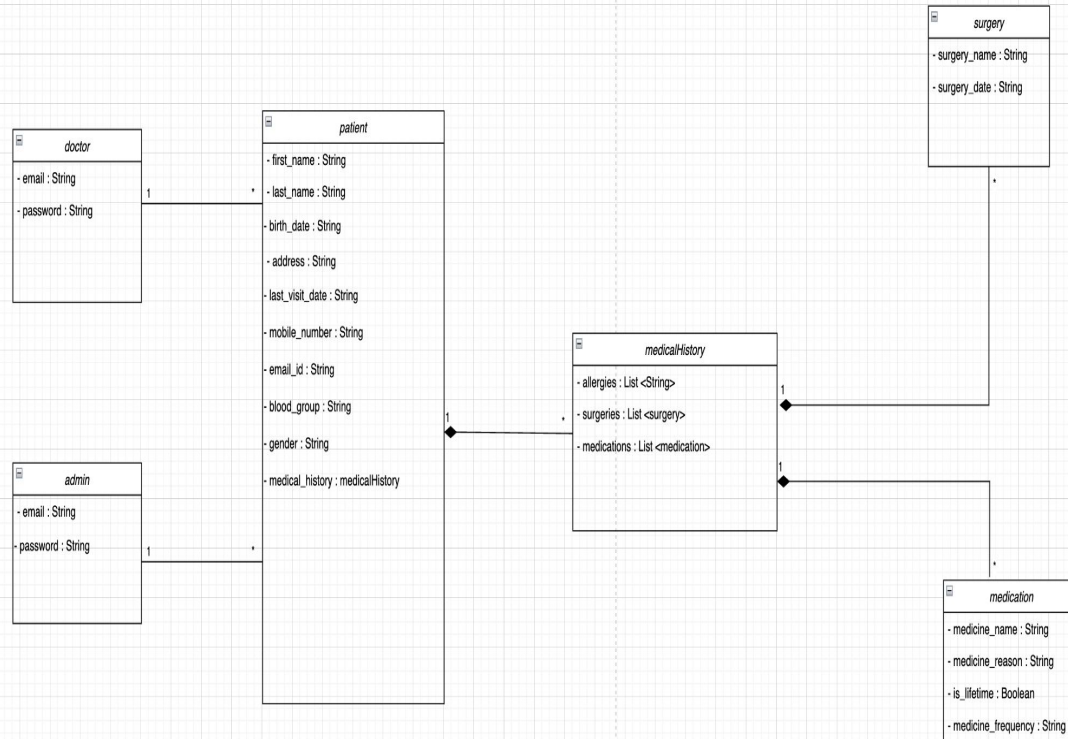 surgery
- surgery_name : String
- surgery_date : String
doctor
- email : String
- password : String
1
*
patient
- first_name : String
- last_name : String
- birth_date : String
- address : String
- last_visit_date : String
- mobile_number : String
- email_id : String
- blood_group : String
- gender : String
- medical_history : medicalHistory
admin
- email : String
- password : String
1
*
1
*
medicalHistory
- allergies : List <String>
- surgeries : List <surgery>
- medications : List <medication>
1
*
1
*
medication
- medicine_name : String
- medicine_reason : String
- is_lifetime : Boolean
- medicine_frequency : String